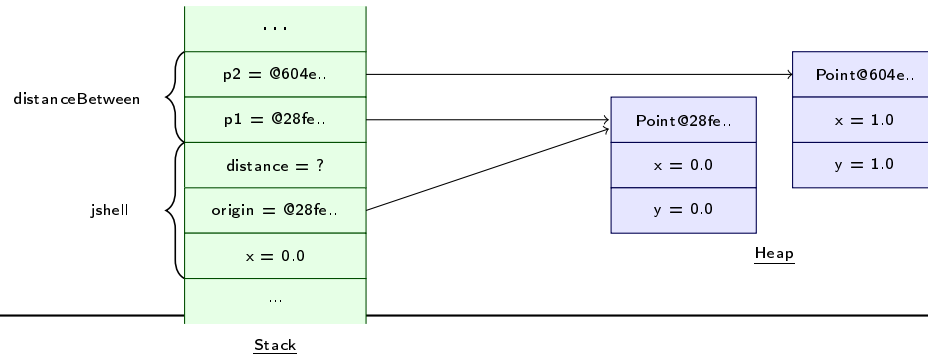 ...
p2 = @604e..
Point@604e..
distanceBetween
p1 = @28fe..
Point@28fe..
x = 1.0
distance = ?
x = 0.0
y = 1.0
jshell
origin = @28fe..
y = 0.0
x = 0.0
Heap
...
Stack